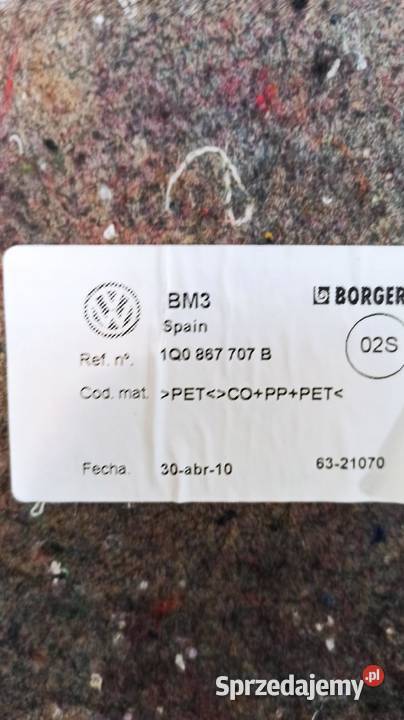 BM3
BORGER
Spain
Ref. nº. 1Q0 867 707 B
02S
Cod. mat. >PET<>CO+PP+PET<
Fecha. 30-abr-10 63-21070
Sprzedajemy.pl